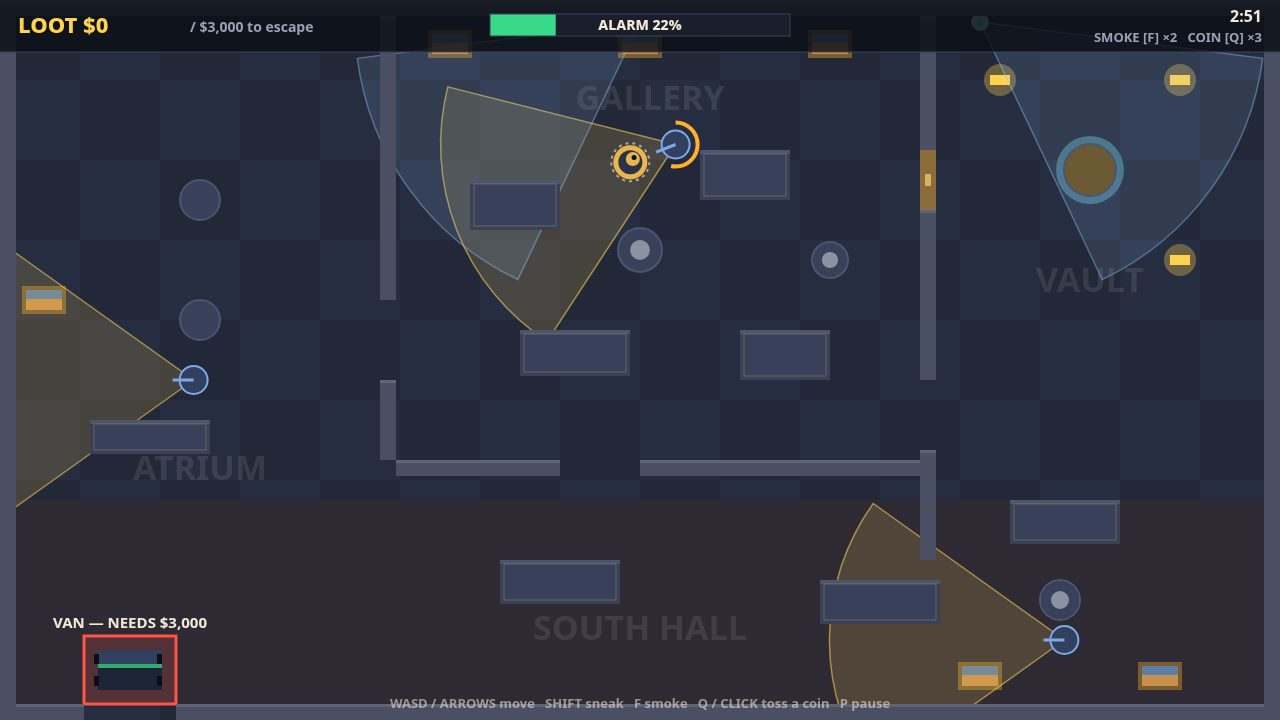 LOOT $0
/ $3,000 to escape
ALARM 22%
2:51
SMOKE [F] ×2 COIN [Q] ×3
GALLERY
VAULT
ATRIUM
VAN — NEEDS $3,000
SOUTH HALL
WASD / ARROWS move SHIFT sneak F smoke Q / CLICK toss a coin P pause